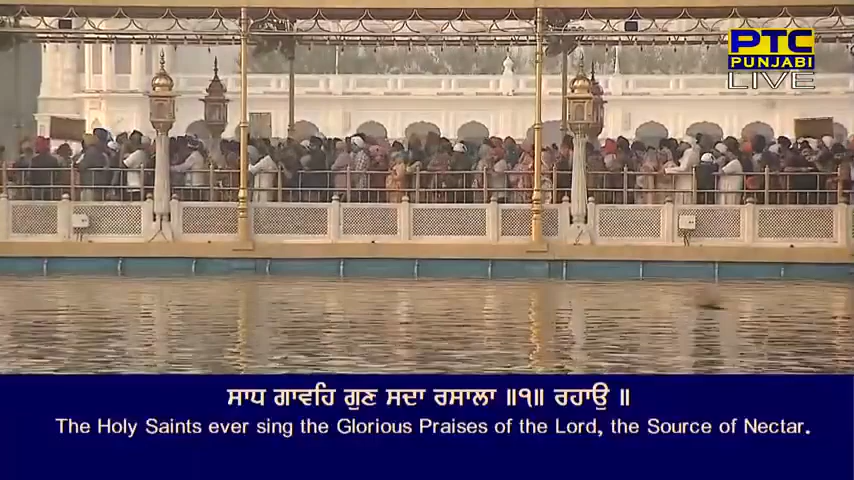 PTC
PUNJABI
LIVE
ਸਾਧ ਗਾਵਹਿ ਗੁਣ ਸਦਾ ਰਸਾਲਾ ॥੧॥ ਰਹਾਉ ॥
The Holy Saints ever sing the Glorious Praises of the Lord, the Source of Nectar.